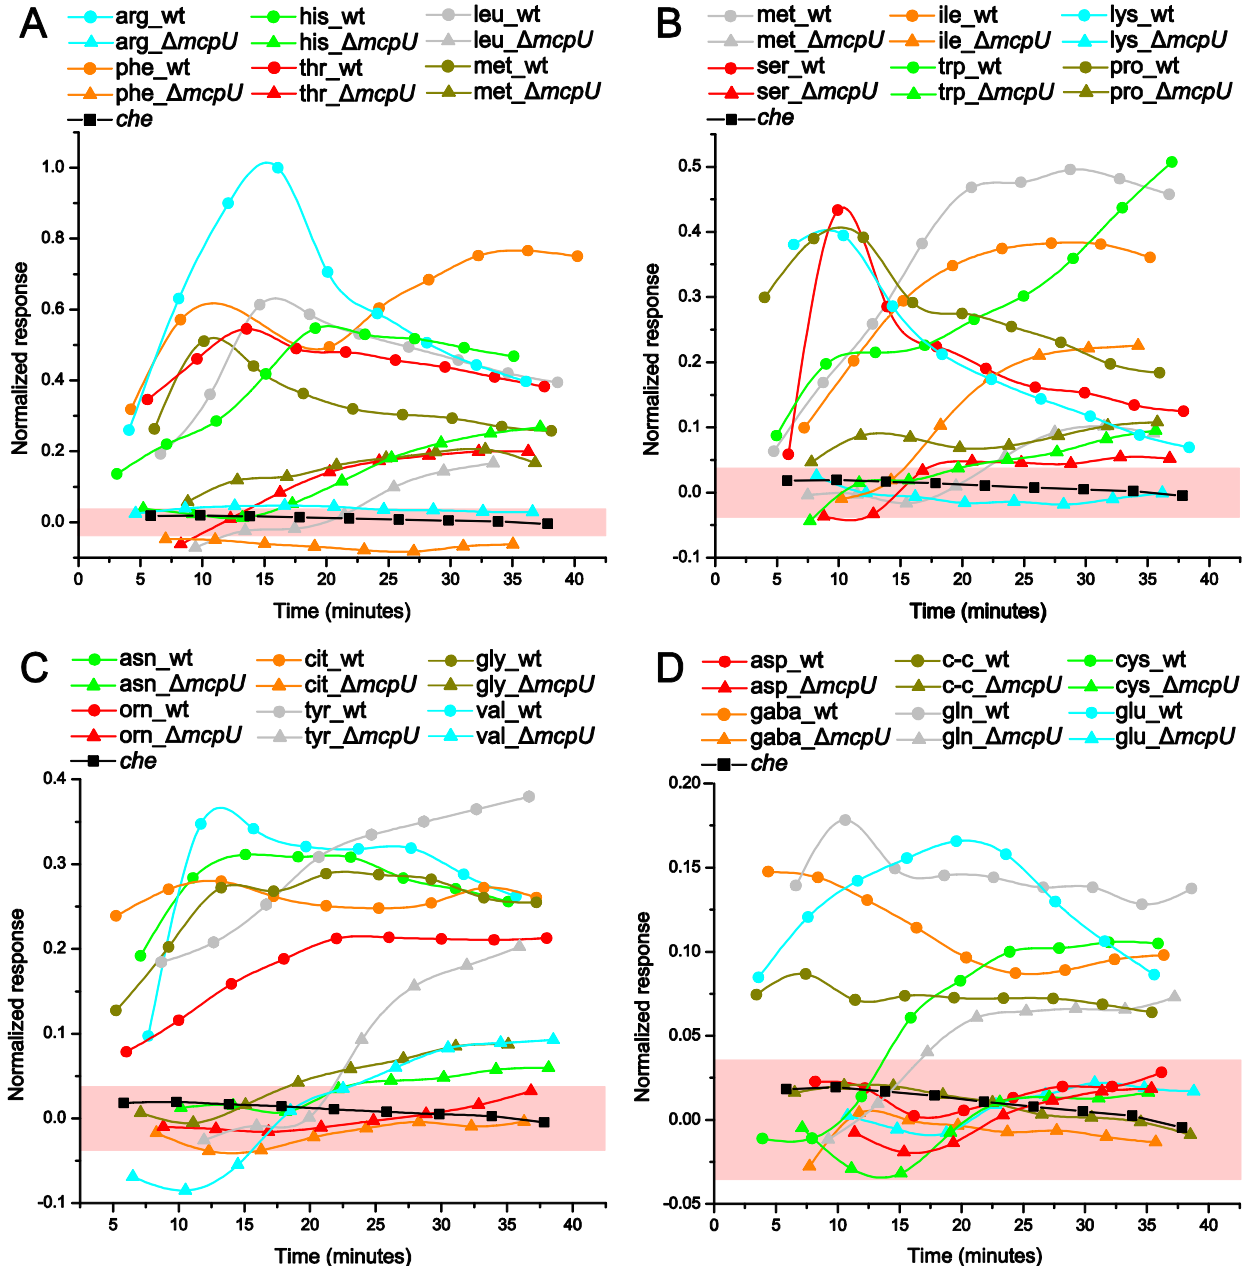 A
arg_wt
his_wt
leu_wt
arg_ΔmcpU
his_ΔmcpU
leu_ΔmcpU
phe_wt
thr_wt
met_wt
phe_ΔmcpU
thr_ΔmcpU
met_ΔmcpU
che
1.0
0.8
0.6
0.4
0.2
0.0
Normalized response
0 5 10 15 20 25 30 35 40
Time (minutes)
B
met_wt
ile_wt
lys_wt
met_ΔmcpU
ile_ΔmcpU
lys_ΔmcpU
ser_wt
trp_wt
pro_wt
ser_ΔmcpU
trp_ΔmcpU
pro_ΔmcpU
che
0.5
0.4
0.3
0.2
0.1
0.0
-0.1
Normalized response
0 5 10 15 20 25 30 35 40
Time (minutes)
C
asn_wt
cit_wt
gly_wt
asn_ΔmcpU
cit_ΔmcpU
gly_ΔmcpU
orn_wt
tyr_wt
val_wt
orn_ΔmcpU
tyr_ΔmcpU
val_ΔmcpU
che
0.4
0.3
0.2
0.1
0.0
-0.1
Normalized response
5 10 15 20 25 30 35 40
Time (minutes)
D
asp_wt
c-c_wt
cys_wt
asp_ΔmcpU
c-c_ΔmcpU
cys_ΔmcpU
gaba_wt
gln_wt
glu_wt
gaba_ΔmcpU
gln_ΔmcpU
glu_ΔmcpU
che
0.20
0.15
0.10
0.05
0.00
-0.05
Normalized response
0 5 10 15 20 25 30 35 40
Time (minutes)